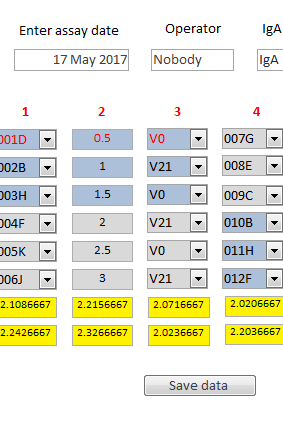 Enter assay date Operator IgA
17 May 2017 Nobody IgA
1 2 3 4
001D 0.5 V0 007G
002B 1 V21 008E
003H 1.5 V0 009C
004F 2 V21 010B
005K 2.5 V0 011H
006J 3 V21 012F
2.1086667 2.2156667 2.0716667 2.0206667
2.2426667 2.3266667 2.0236667 2.2036667
Save data